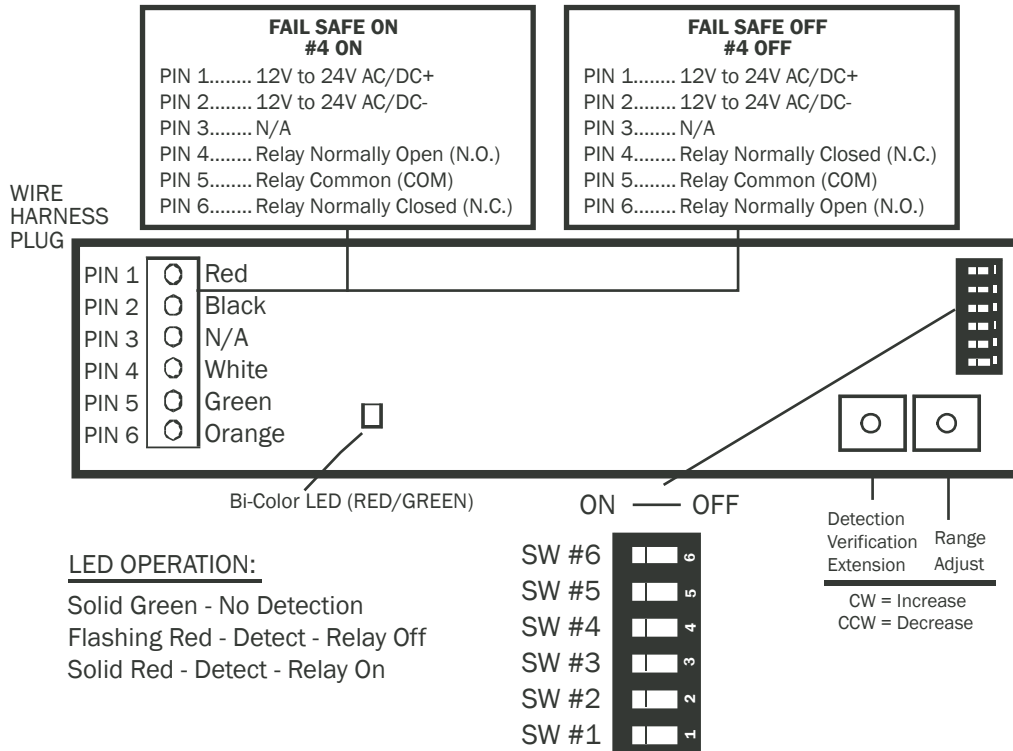 FAIL SAFE ON
#4 ON
PIN 1........ 12V to 24V AC/DC+
PIN 2........ 12V to 24V AC/DC-
PIN 3........ N/A
PIN 4........ Relay Normally Open (N.O.)
PIN 5........ Relay Common (COM)
PIN 6........ Relay Normally Closed (N.C.)
FAIL SAFE OFF
#4 OFF
PIN 1........ 12V to 24V AC/DC+
PIN 2........ 12V to 24V AC/DC-
PIN 3........ N/A
PIN 4........ Relay Normally Closed (N.C.)
PIN 5........ Relay Common (COM)
PIN 6........ Relay Normally Open (N.O.)
WIRE
HARNESS
PLUG
PIN 1 Red
PIN 2 Black
PIN 3 N/A
PIN 4 White
PIN 5 Green
PIN 6 Orange
Bi-Color LED (RED/GREEN)
ON — OFF
Detection
Verification
Extension
Range
Adjust
CW = Increase
CCW = Decrease
LED OPERATION:
Solid Green - No Detection
Flashing Red - Detect - Relay Off
Solid Red - Detect - Relay On
SW #6 6
SW #5 5
SW #4 4
SW #3 3
SW #2 2
SW #1 1